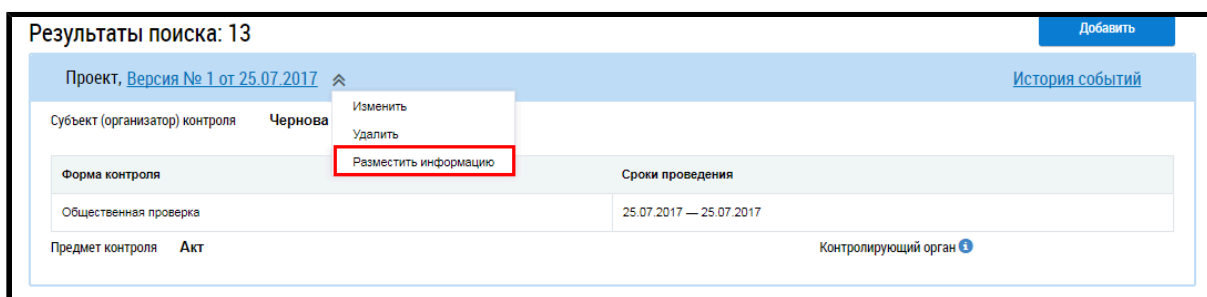 Результаты поиска: 13
Добавить
Проект, Версия № 1 от 25.07.2017
История событий
Изменить
Субъект (организатор) контроля Чернова
Удалить
Разместить информацию
Форма контроля Сроки проведения
Общественная проверка 25.07.2017 — 25.07.2017
Предмет контроля Акт Контролирующий орган